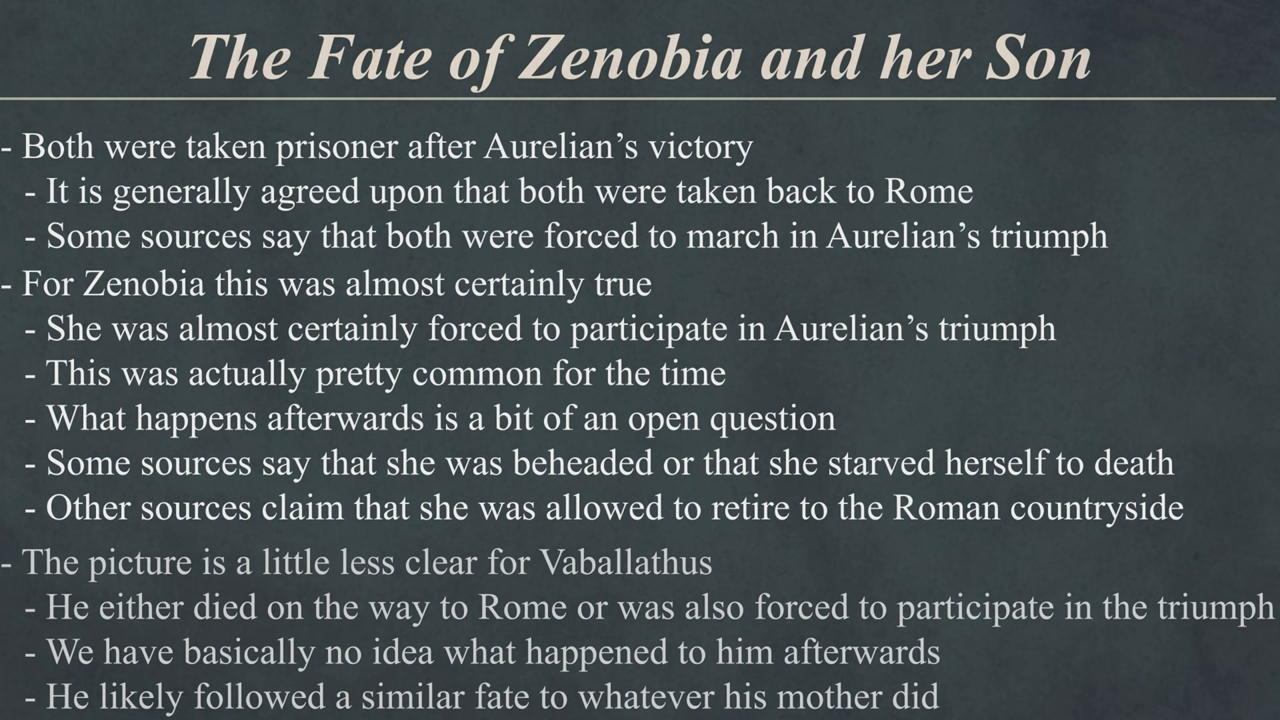 The Fate of Zenobia and her Son
- Both were taken prisoner after Aurelian’s victory
- It is generally agreed upon that both were taken back to Rome
- Some sources say that both were forced to march in Aurelian’s triumph
- For Zenobia this was almost certainly true
- She was almost certainly forced to participate in Aurelian’s triumph
- This was actually pretty common for the time
- What happens afterwards is a bit of an open question
- Some sources say that she was beheaded or that she starved herself to death
- Other sources claim that she was allowed to retire to the Roman countryside
- The picture is a little less clear for Vaballathus
- He either died on the way to Rome or was also forced to participate in the triumph
- We have basically no idea what happened to him afterwards
- He likely followed a similar fate to whatever his mother did